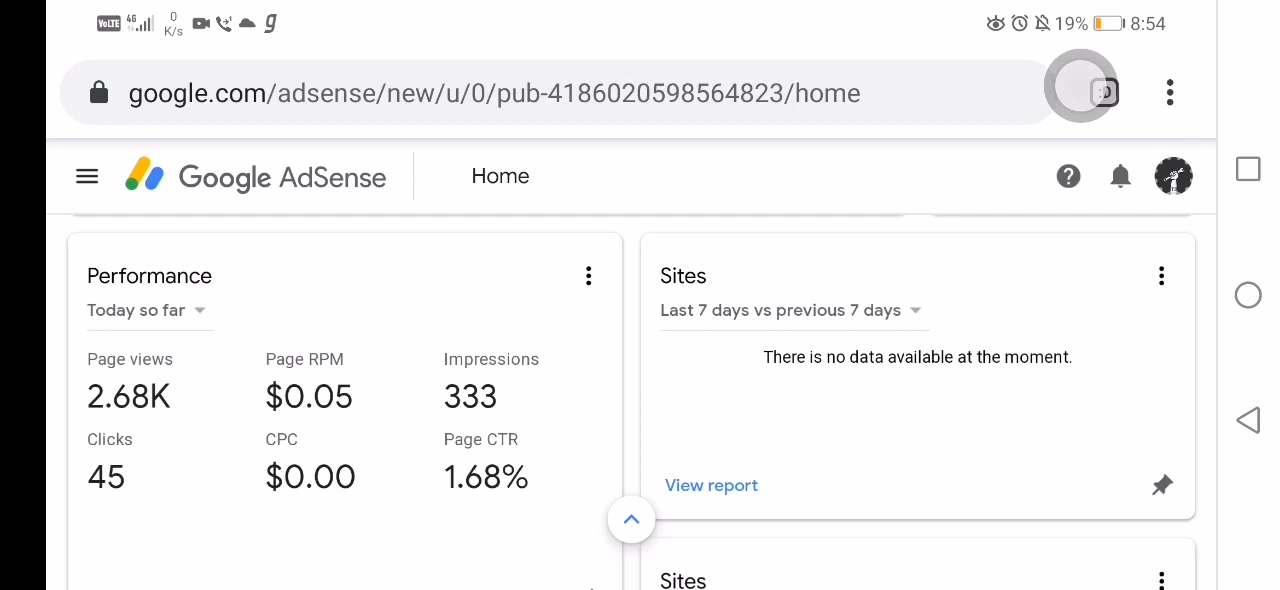 VoLTE 4G 0 K/s g 19% 8:54
google.com/adsense/new/u/0/pub-4186020598564823/home :D
Google AdSense Home
Performance
Today so far
Page views Page RPM Impressions
2.68K $0.05 333
Clicks CPC Page CTR
45 $0.00 1.68%
Sites
Last 7 days vs previous 7 days
There is no data available at the moment.
View report
Sites